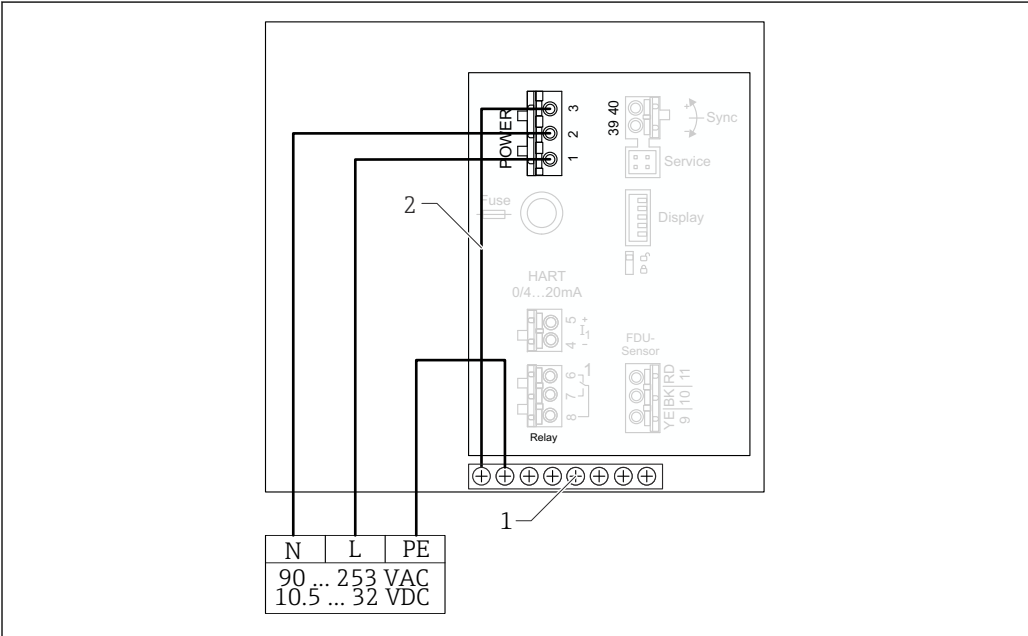 POWER
3
2
1
39 40
+
-
Sync
Service
2
Fuse
Display
HART
0/4...20mA
5 +
I1
4 -
FDU-
Sensor
6 1
7
8
YE|BK|RD
9 |10| 11
Relay
1
N L PE
90 ... 253 VAC
10.5 ... 32 VDC